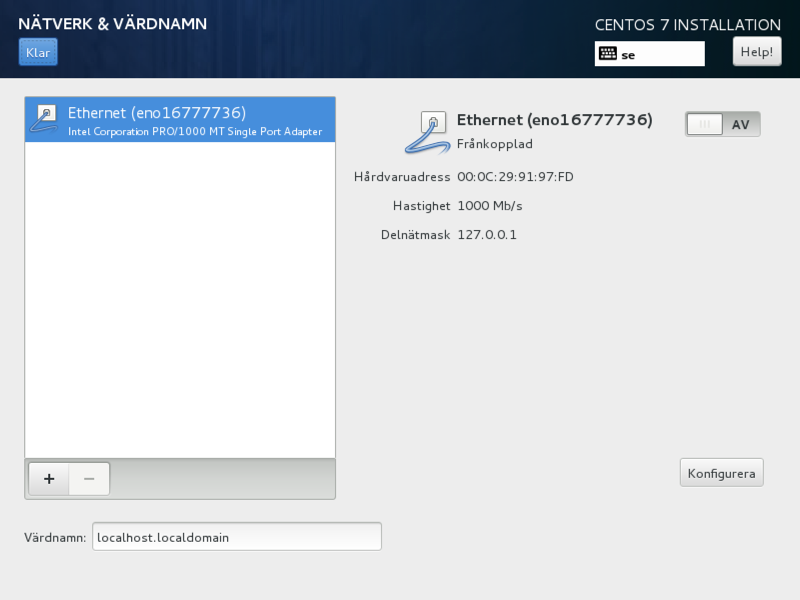 NÄTVERK & VÄRDNAMN
CENTOS 7 INSTALLATION
Klar
se
Help!
Ethernet (eno16777736)
Intel Corporation PRO/1000 MT Single Port Adapter
Ethernet (eno16777736)
AV
Frånkopplad
Hårdvaruadress 00:0C:29:91:97:FD
Hastighet 1000 Mb/s
Delnätmask 127.0.0.1
+ −
Konfigurera
Värdnamn: localhost.localdomain